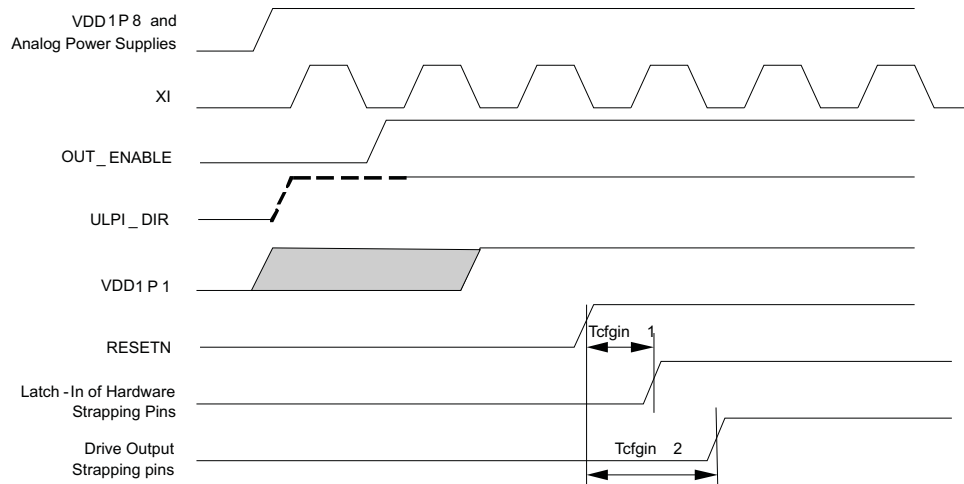 VDD1P8 and
Analog Power Supplies
XI
OUT_ENABLE
ULPI_DIR
VDD1P1
RESETN
Tcfgin 1
Latch-In of Hardware
Strapping Pins
Drive Output
Strapping pins
Tcfgin 2